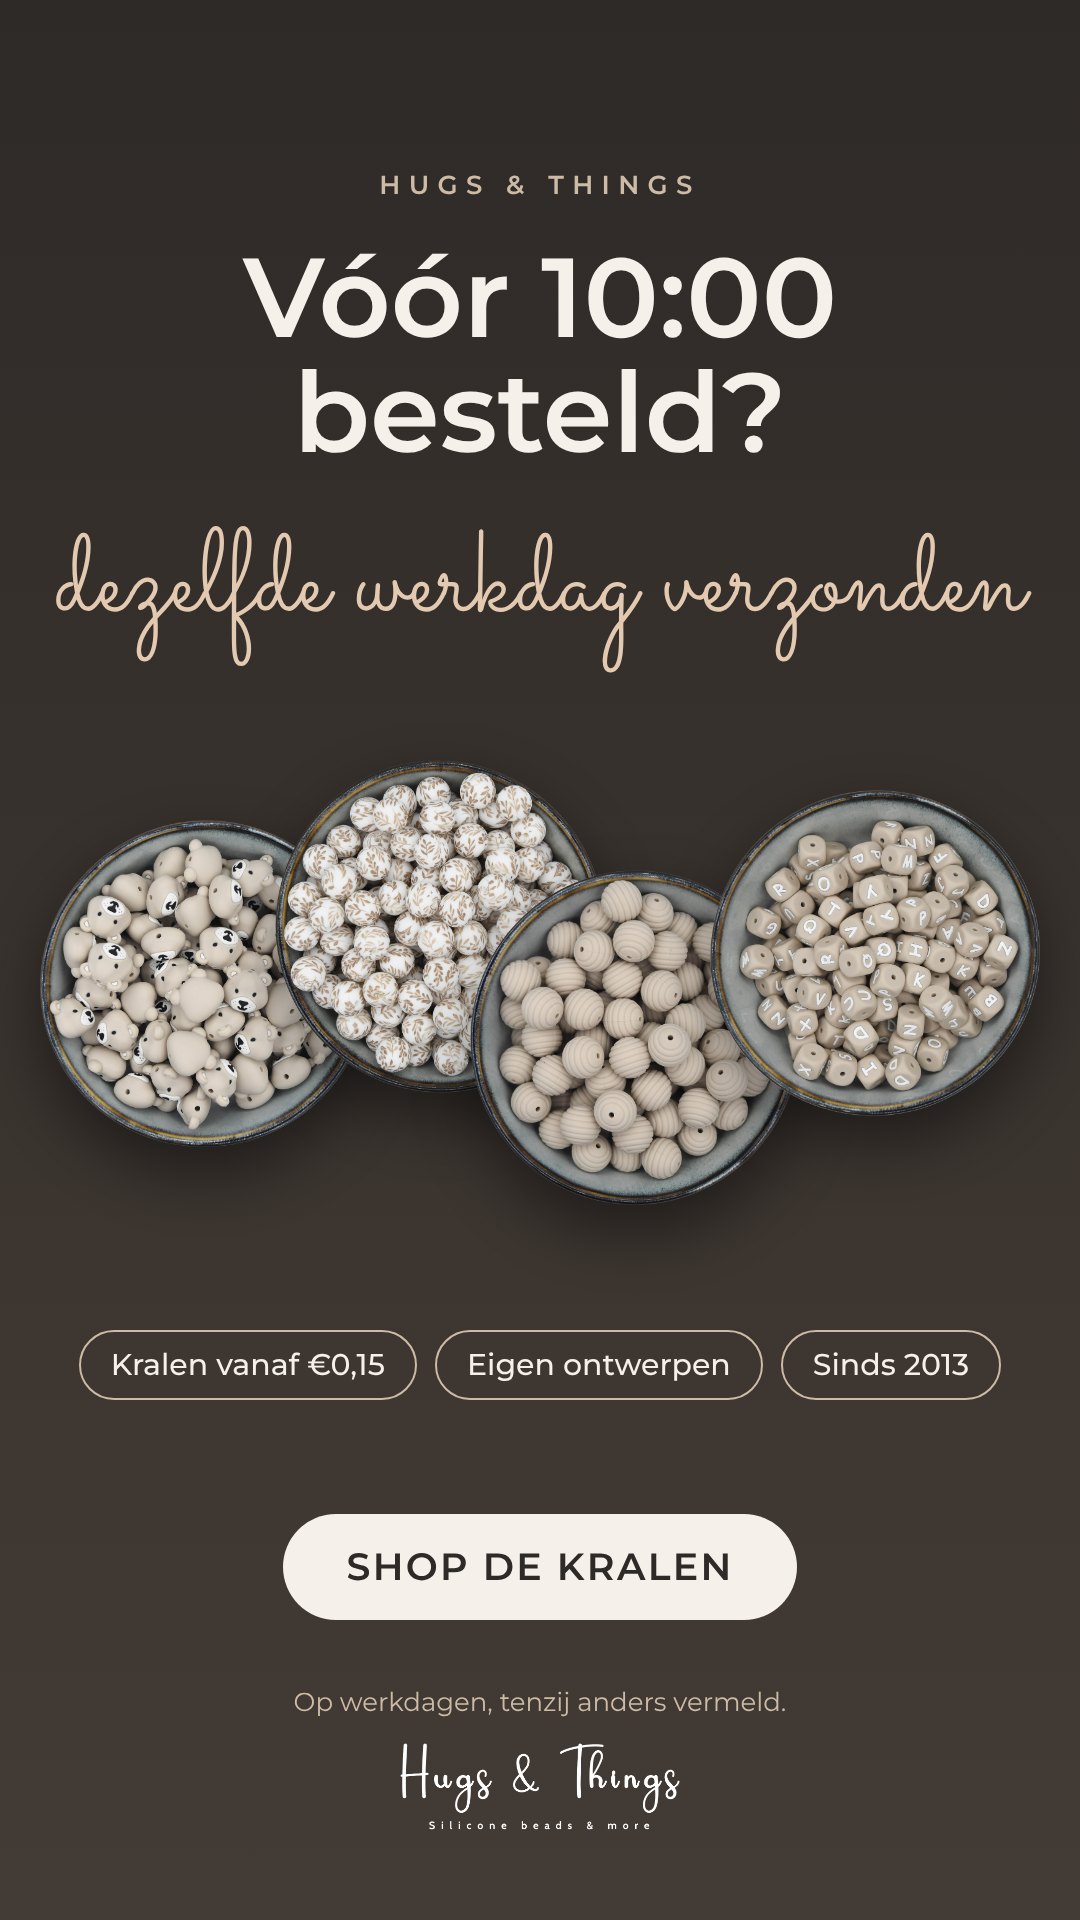 HUGS & THINGS
Vóór 10:00
besteld?
dezelfde werkdag verzonden
Kralen vanaf €0,15
Eigen ontwerpen
Sinds 2013
SHOP DE KRALEN
Op werkdagen, tenzij anders vermeld.
Hugs & Things
Silicone beads & more